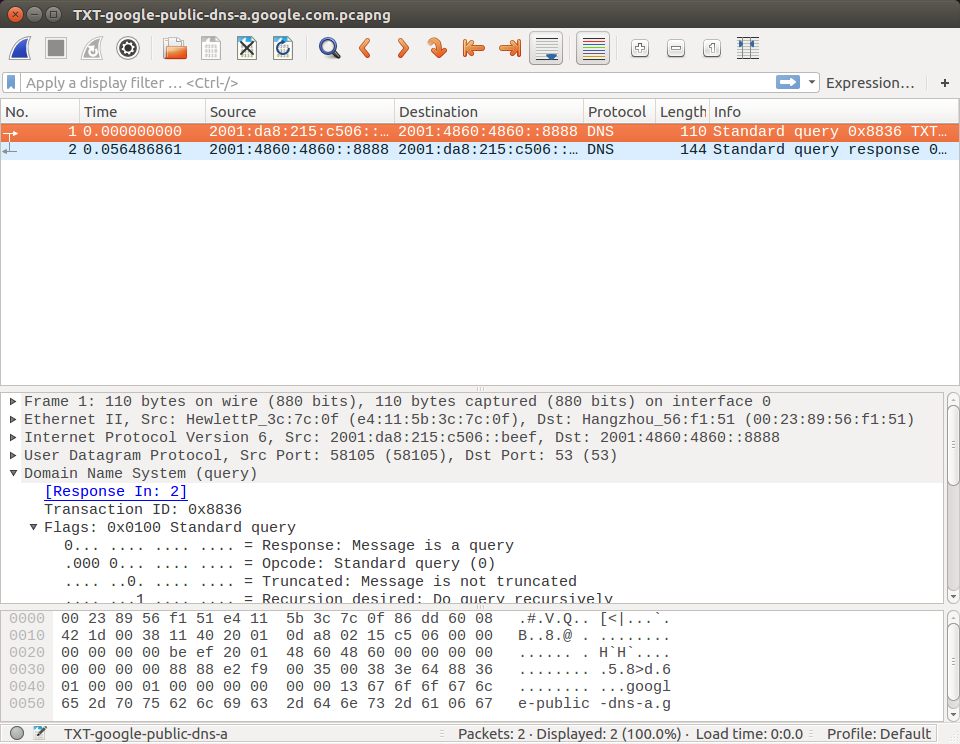 TXT-google-public-dns-a.google.com.pcapng
Apply a display filter … <Ctrl-/> Expression… +
No. Time Source Destination Protocol Length Info
1 0.000000000 2001:da8:215:c506::… 2001:4860:4860::8888 DNS 110 Standard query 0x8836 TXT…
2 0.056486861 2001:4860:4860::8888 2001:da8:215:c506::… DNS 144 Standard query response 0…
Frame 1: 110 bytes on wire (880 bits), 110 bytes captured (880 bits) on interface 0
Ethernet II, Src: HewlettP_3c:7c:0f (e4:11:5b:3c:7c:0f), Dst: Hangzhou_56:f1:51 (00:23:89:56:f1:51)
Internet Protocol Version 6, Src: 2001:da8:215:c506::beef, Dst: 2001:4860:4860::8888
User Datagram Protocol, Src Port: 58105 (58105), Dst Port: 53 (53)
Domain Name System (query)
[Response In: 2]
Transaction ID: 0x8836
Flags: 0x0100 Standard query
0... .... .... .... = Response: Message is a query
.000 0... .... .... = Opcode: Standard query (0)
.... ..0. .... .... = Truncated: Message is not truncated
.... ...1 .... .... = Recursion desired: Do query recursively
0000 00 23 89 56 f1 51 e4 11 5b 3c 7c 0f 86 dd 60 08 .#.V.Q.. [<|...`.
0010 42 1d 00 38 11 40 20 01 0d a8 02 15 c5 06 00 00 B..8.@ . ........
0020 00 00 00 00 be ef 20 01 48 60 48 60 00 00 00 00 ...... . H`H`....
0030 00 00 00 00 88 88 e2 f9 00 35 00 38 3e 64 88 36 ........ .5.8>d.6
0040 01 00 00 01 00 00 00 00 00 00 13 67 6f 6f 67 6c ........ ...googl
0050 65 2d 70 75 62 6c 69 63 2d 64 6e 73 2d 61 06 67 e-public -dns-a.g
TXT-google-public-dns-a Packets: 2 · Displayed: 2 (100.0%) · Load time: 0:0.0 Profile: Default